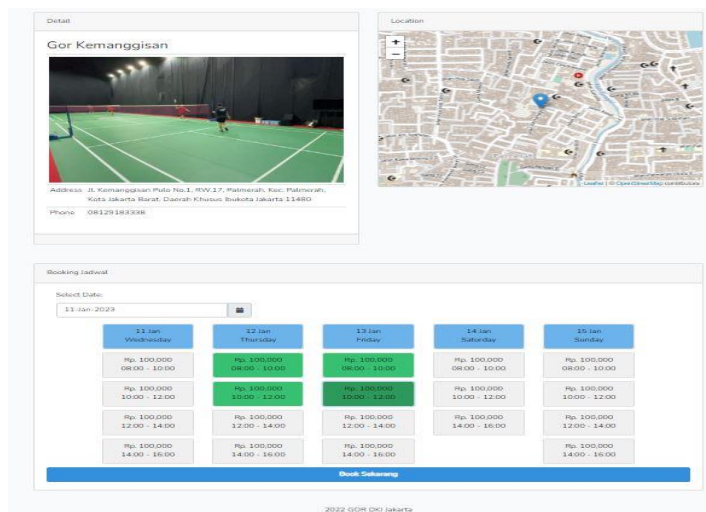 Detail
Gor Kemanggisan
Address Jl. Kemanggisan Pulo No.1, RW.17, Palmerah, Kec. Palmerah,
Kota Jakarta Barat, Daerah Khusus Ibukota Jakarta 11480
Phone 08129183338
Location
+
−
Leaflet | © OpenStreetMap contributors
Booking Jadwal
Select Date:
11-Jan-2023
11 Jan 12 Jan 13 Jan 14 Jan 15 Jan
Wednesday Thursday Friday Saturday Sunday
Rp. 100,000 Rp. 100,000 Rp. 100,000 Rp. 100,000 Rp. 100,000
08:00 - 10:00 08:00 - 10:00 08:00 - 10:00 08:00 - 10:00 08:00 - 10:00
Rp. 100,000 Rp. 100,000 Rp. 100,000 Rp. 100,000 Rp. 100,000
10:00 - 12:00 10:00 - 12:00 10:00 - 12:00 10:00 - 12:00 10:00 - 12:00
Rp. 100,000 Rp. 100,000 Rp. 100,000 Rp. 100,000 Rp. 100,000
12:00 - 14:00 12:00 - 14:00 12:00 - 14:00 14:00 - 16:00 12:00 - 14:00
Rp. 100,000 Rp. 100,000 Rp. 100,000 Rp. 100,000
14:00 - 16:00 14:00 - 16:00 14:00 - 16:00 14:00 - 16:00
Book Sekarang
2022 GOR DKI Jakarta